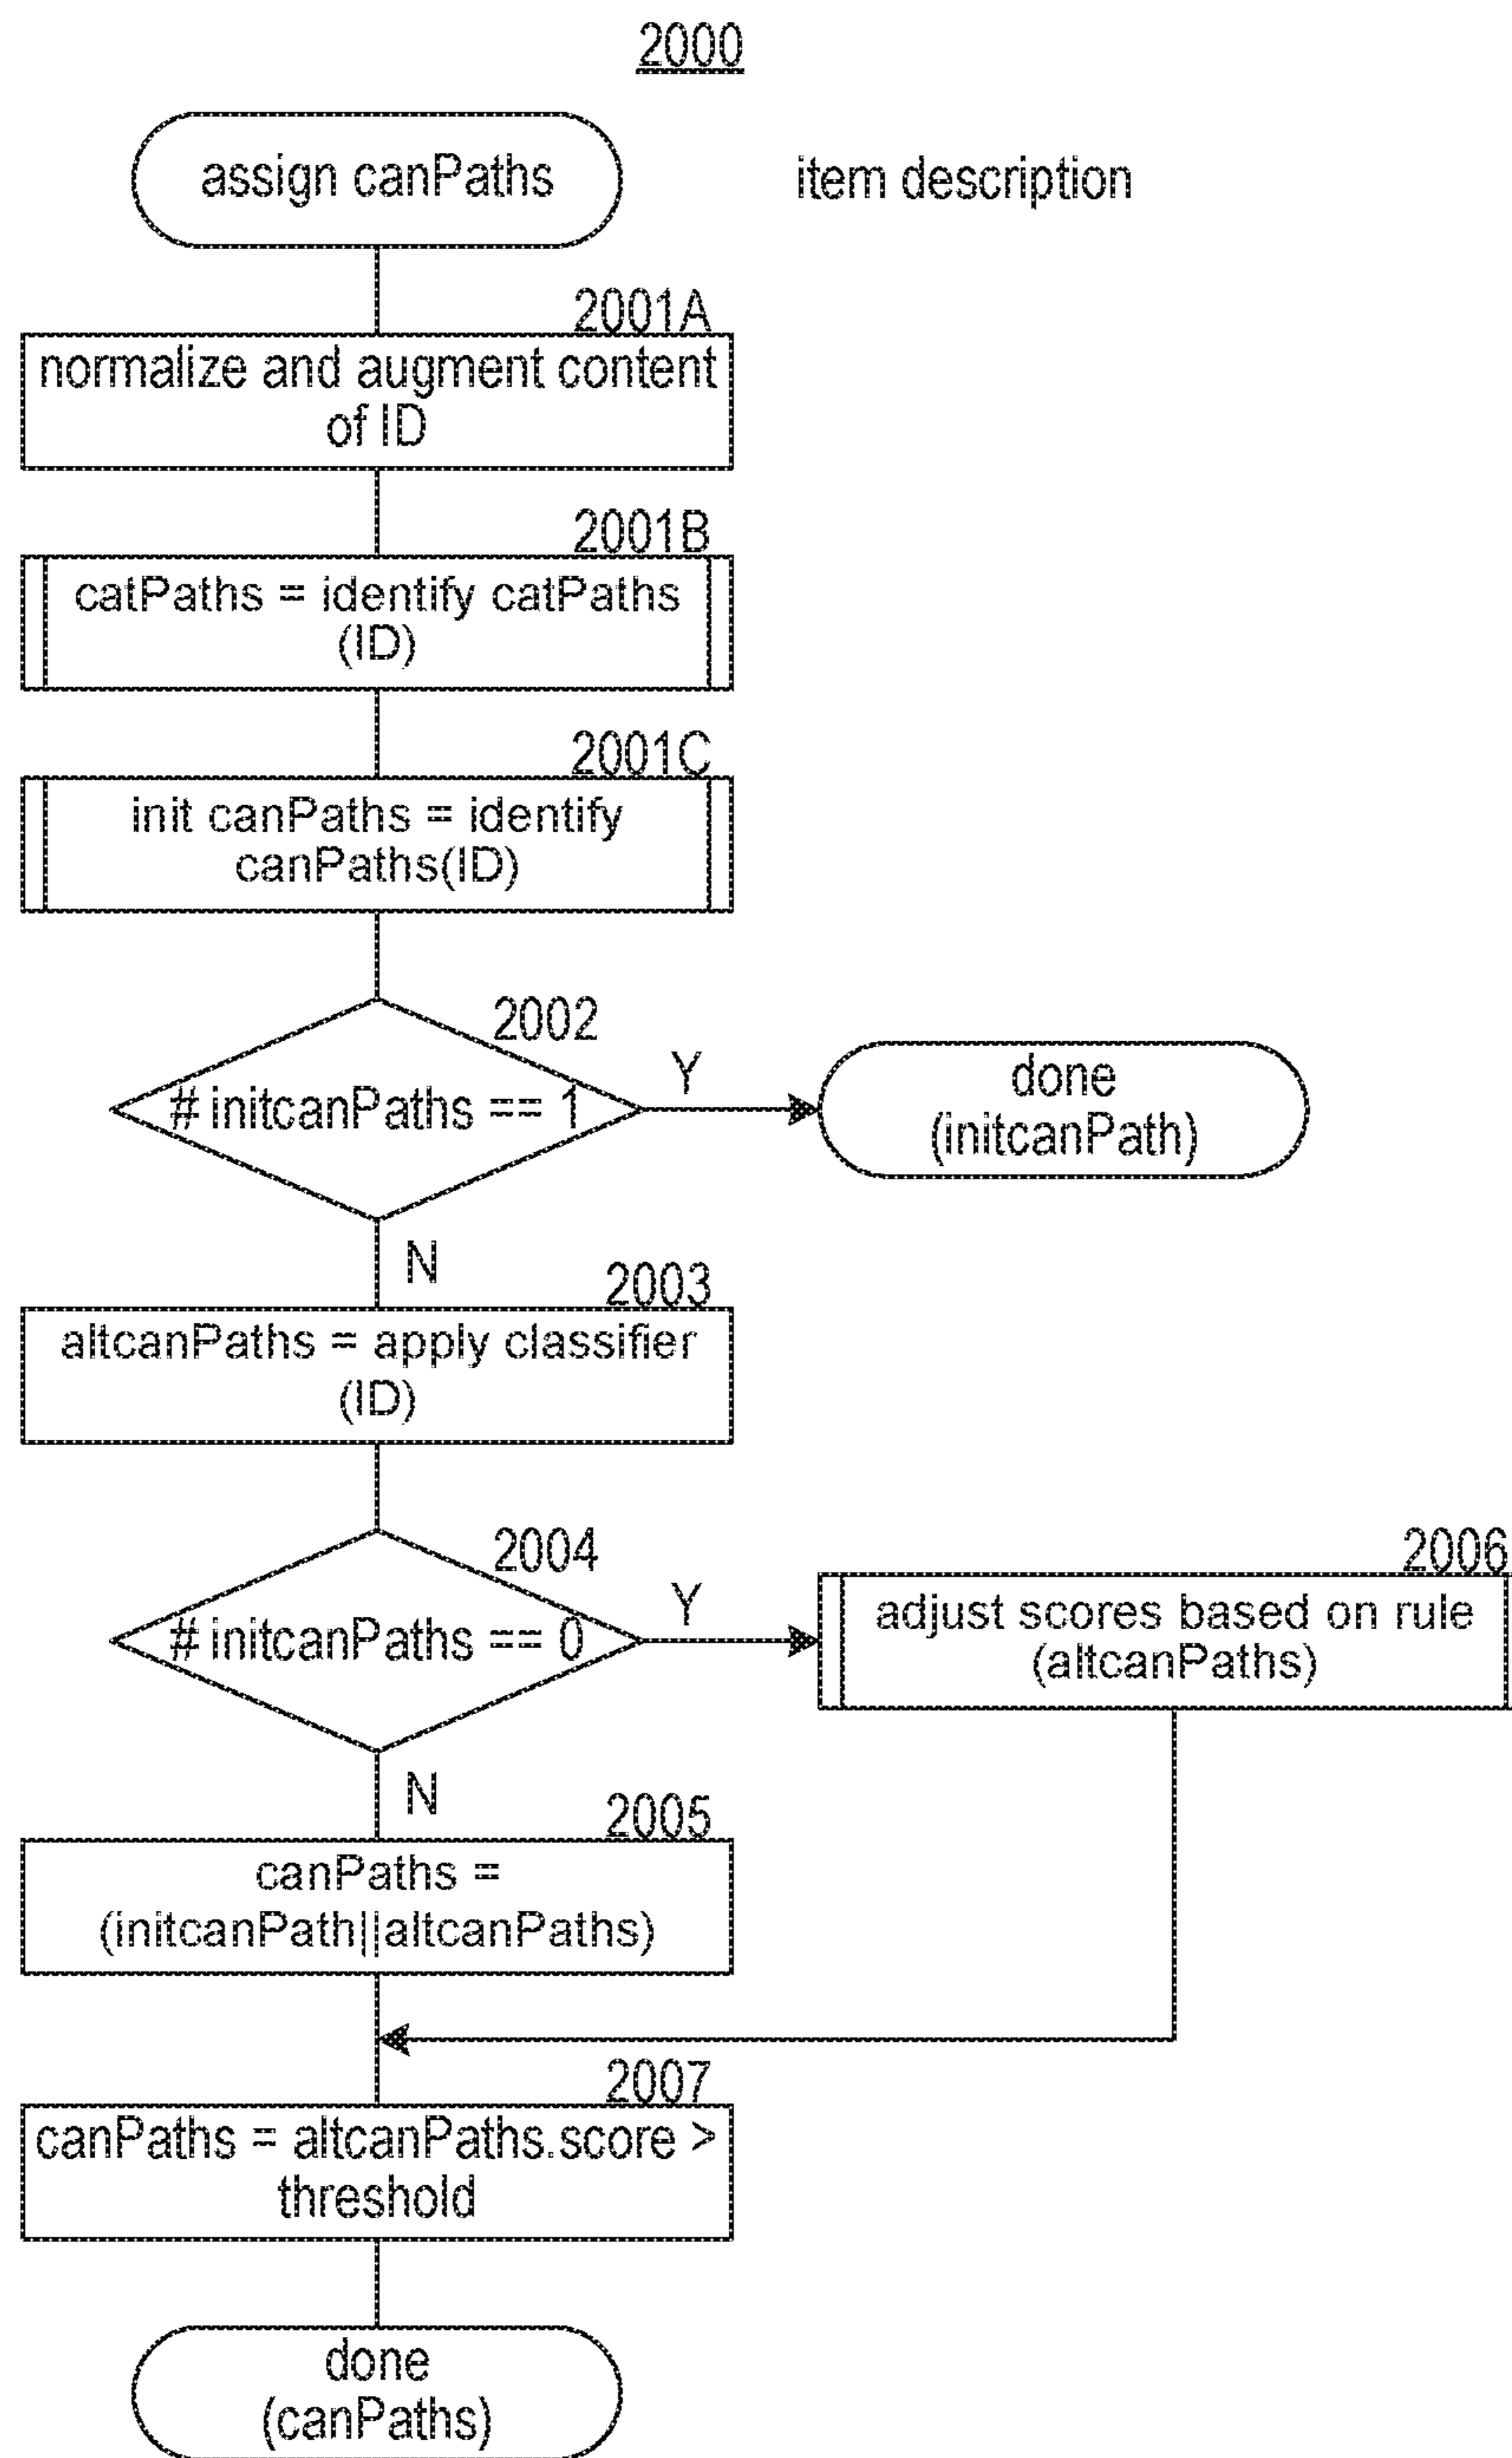 2000
assign canPaths
item description
2001A
normalize and augment content
of ID
2001B
catPaths = identify catPaths
(ID)
2001C
init canPaths = identify
canPaths(ID)
2002
# initcanPaths == 1
Y
done
(initcanPath)
N
2003
altcanPaths = apply classifier
(ID)
2004
# initcanPaths == 0
Y
2006
adjust scores based on rule
(altcanPaths)
N
2005
canPaths =
(initcanPath||altcanPaths)
2007
canPaths = altcanPaths.score >
threshold
done
(canPaths)